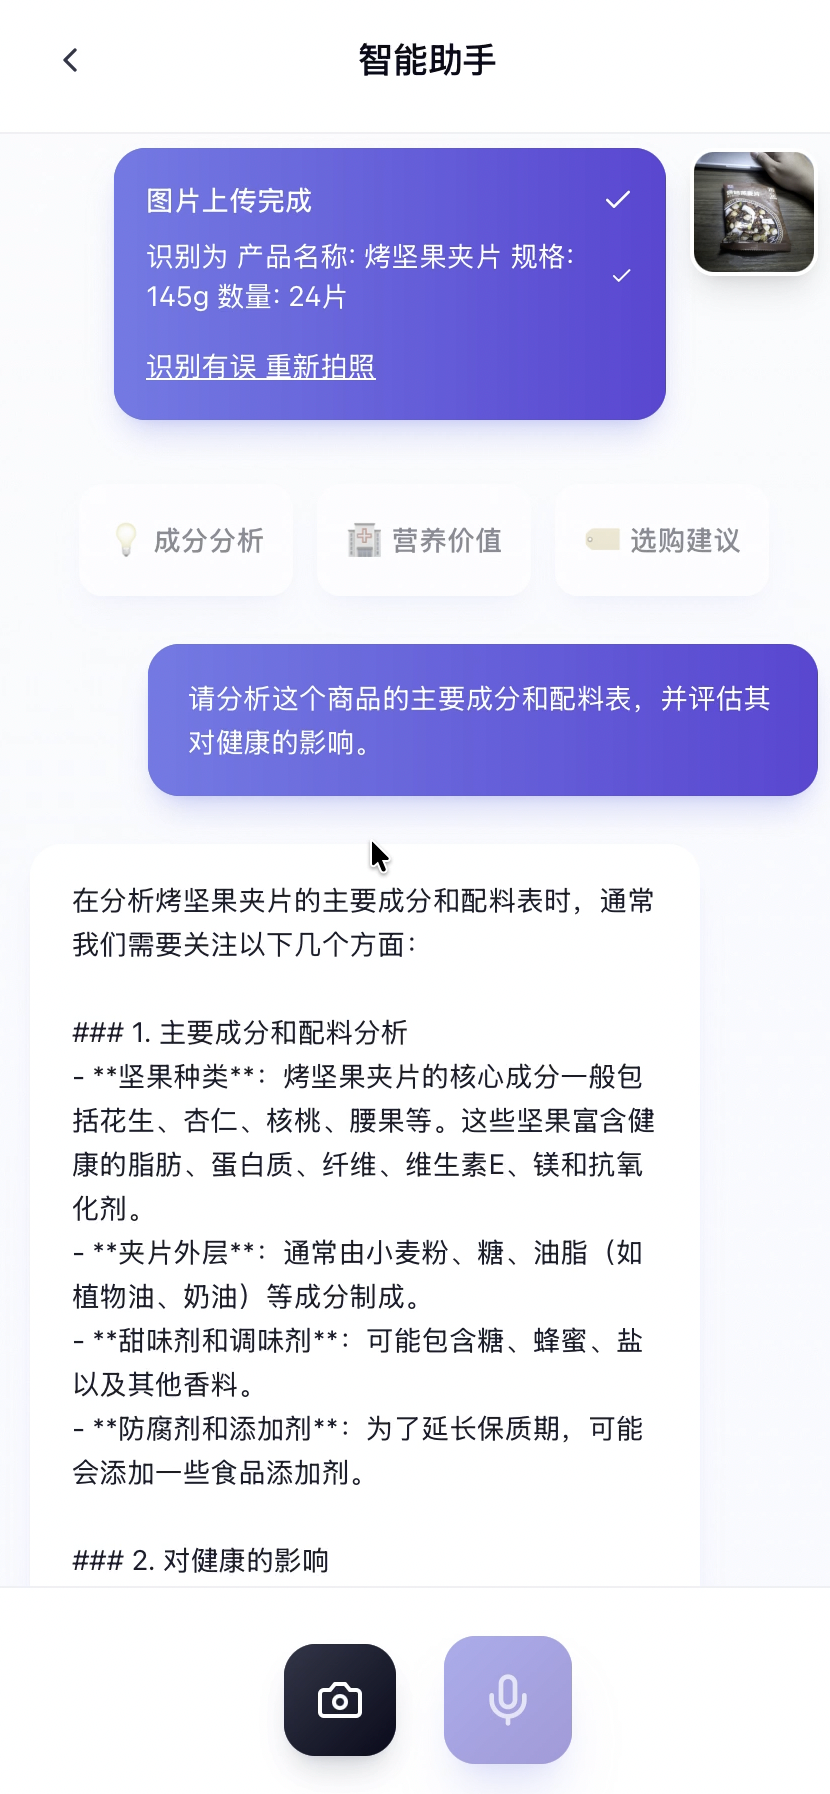 智能助手
图片上传完成
识别为 产品名称: 烤坚果夹片 规格:
145g 数量: 24片
识别有误 重新拍照
成分分析
营养价值
选购建议
请分析这个商品的主要成分和配料表，并评估其
对健康的影响。
在分析烤坚果夹片的主要成分和配料表时，通常
我们需要关注以下几个方面：
### 1. 主要成分和配料分析
- **坚果种类**：烤坚果夹片的核心成分一般包
括花生、杏仁、核桃、腰果等。这些坚果富含健
康的脂肪、蛋白质、纤维、维生素E、镁和抗氧
化剂。
- **夹片外层**：通常由小麦粉、糖、油脂（如
植物油、奶油）等成分制成。
- **甜味剂和调味剂**：可能包含糖、蜂蜜、盐
以及其他香料。
- **防腐剂和添加剂**：为了延长保质期，可能
会添加一些食品添加剂。
### 2. 对健康的影响